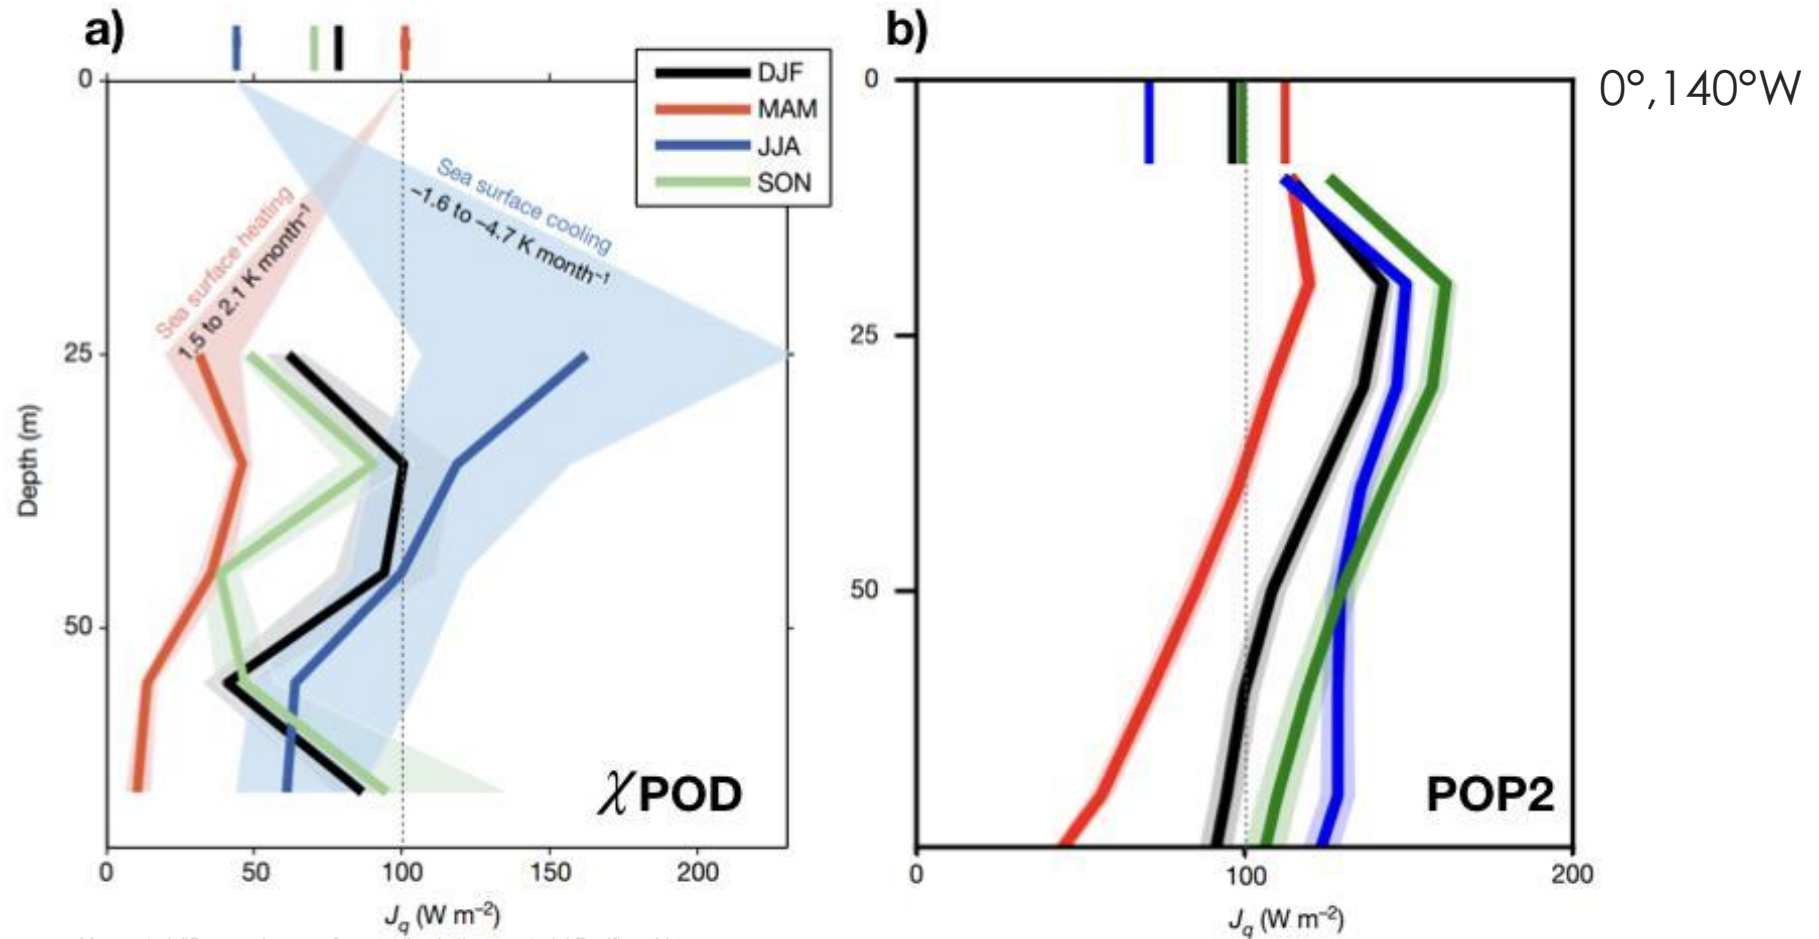 a)
0
25
50
Depth (m)
Sea surface heating
1.5 to 2.1 K month⁻¹
Sea surface cooling
−1.6 to −4.7 K month⁻¹
DJF
MAM
JJA
SON
χPOD
0
50
100
150
200
Jq (W m⁻²)
b)
0
25
50
0°,140°W
POP2
0
100
200
Jq (W m⁻²)